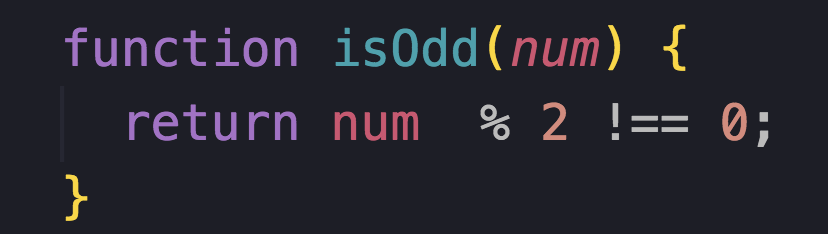 function isOdd(num) {
  return num  % 2 !== 0;
}